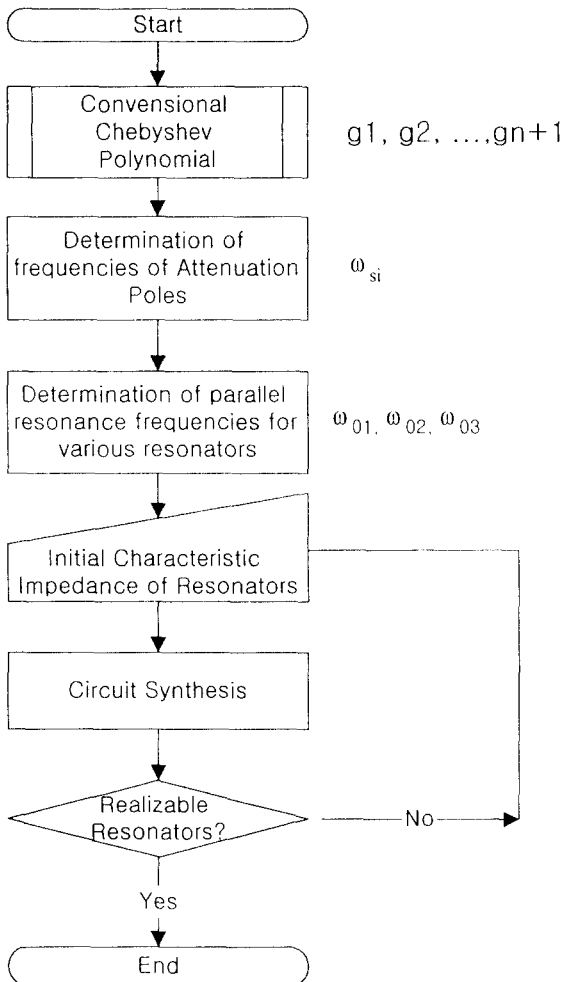 Start
Convensional
Chebyshev
Polynomial
g1, g2, ...,gn+1
Determination of
frequencies of Attenuation
Poles
ωsi
Determination of parallel
resonance frequencies for
various resonators
ω01, ω02, ω03
Initial Characteristic
Impedance of Resonators
Circuit Synthesis
Realizable
Resonators?
No
Yes
End